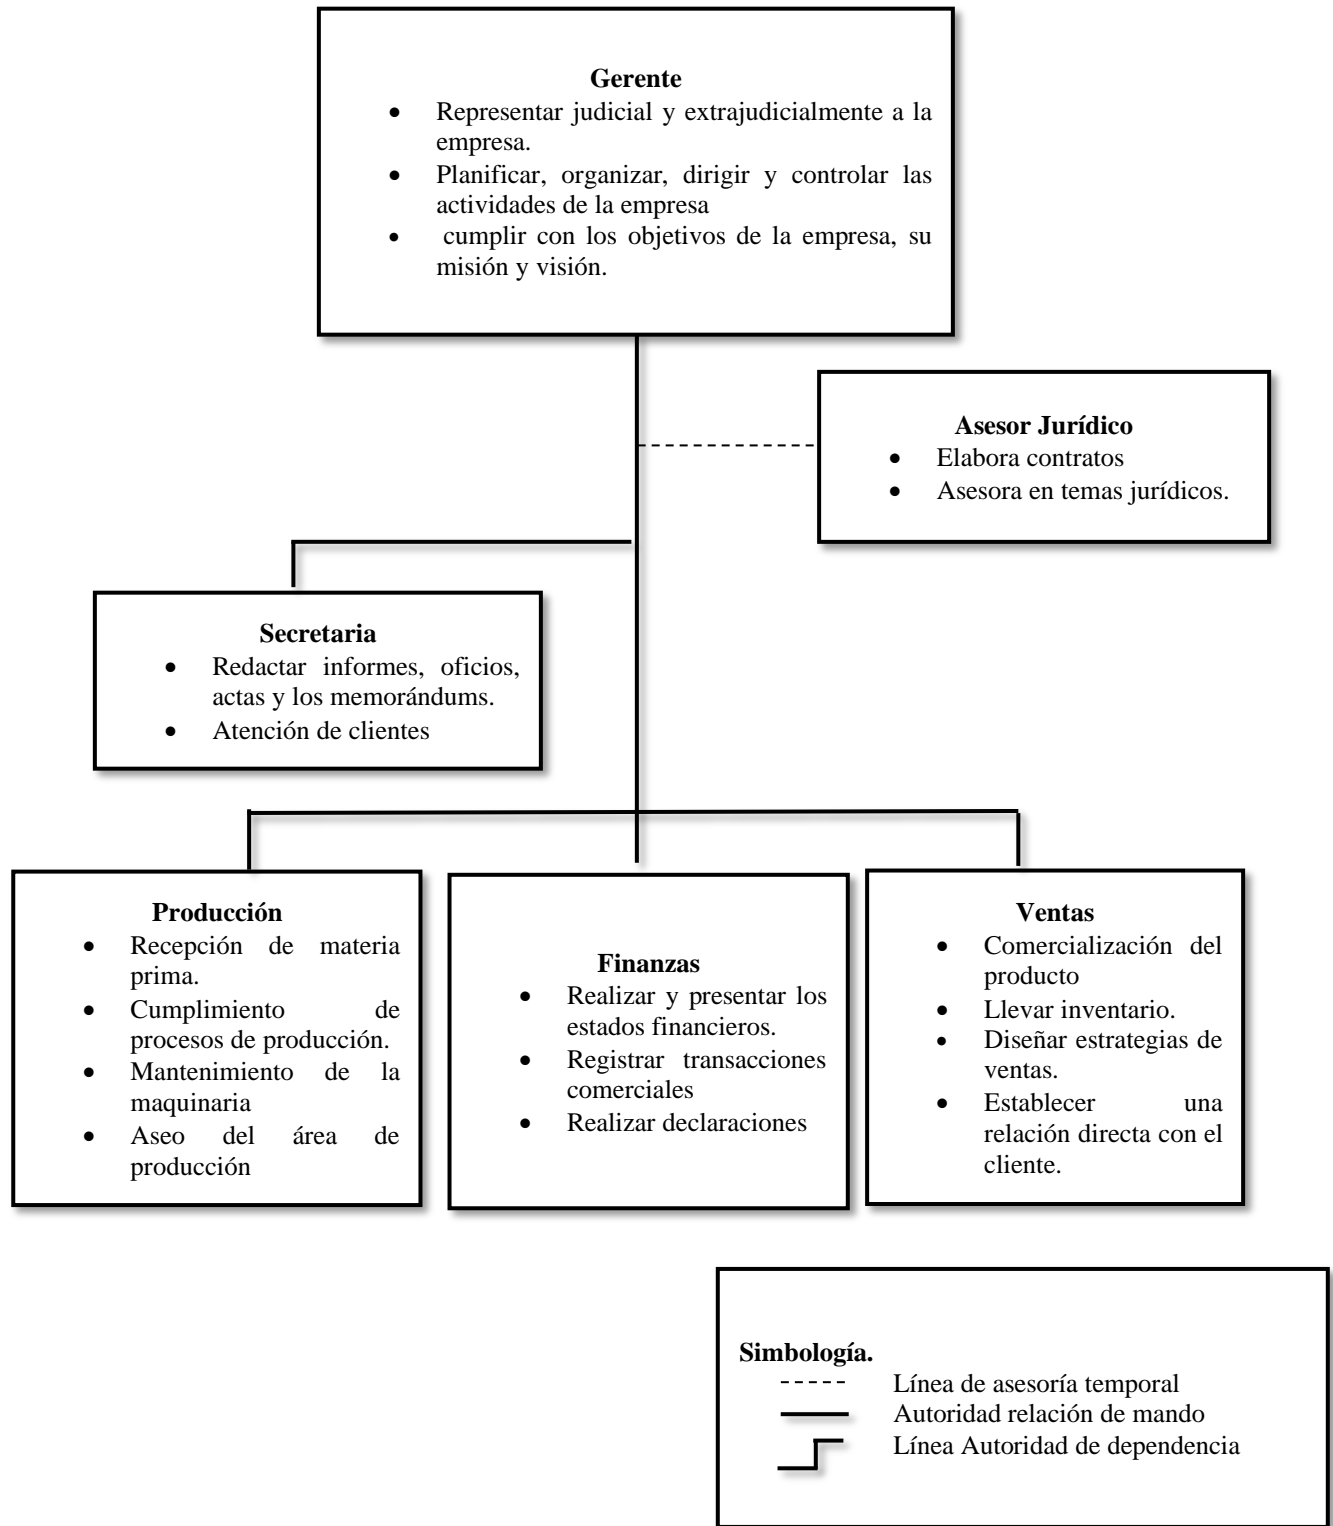 Gerente
• Representar judicial y extrajudicialmente a la
empresa.
• Planificar, organizar, dirigir y controlar las
actividades de la empresa
• cumplir con los objetivos de la empresa, su
misión y visión.
Asesor Jurídico
• Elabora contratos
• Asesora en temas jurídicos.
Secretaria
• Redactar informes, oficios,
actas y los memorándums.
• Atención de clientes
Producción
• Recepción de materia
prima.
• Cumplimiento de
procesos de producción.
• Mantenimiento de la
maquinaria
• Aseo del área de
producción
Finanzas
• Realizar y presentar los
estados financieros.
• Registrar transacciones
comerciales
• Realizar declaraciones
Ventas
• Comercialización del
producto
• Llevar inventario.
• Diseñar estrategias de
ventas.
• Establecer una
relación directa con el
cliente.
Simbología.
Línea de asesoría temporal
Autoridad relación de mando
Línea Autoridad de dependencia